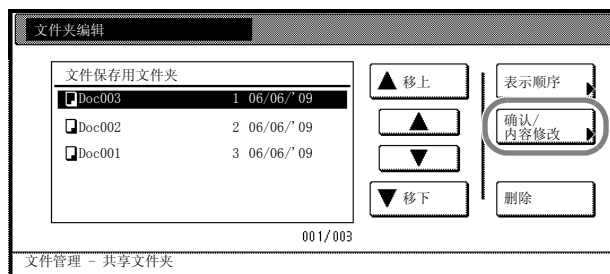 文件夹编辑
文件保存用文件夹
Doc003 1 06/06/'09
Doc002 2 06/06/'09
Doc001 3 06/06/'09
001/003
移上
移下
表示顺序
确认/
内容修改
删除
文件管理 - 共享文件夹